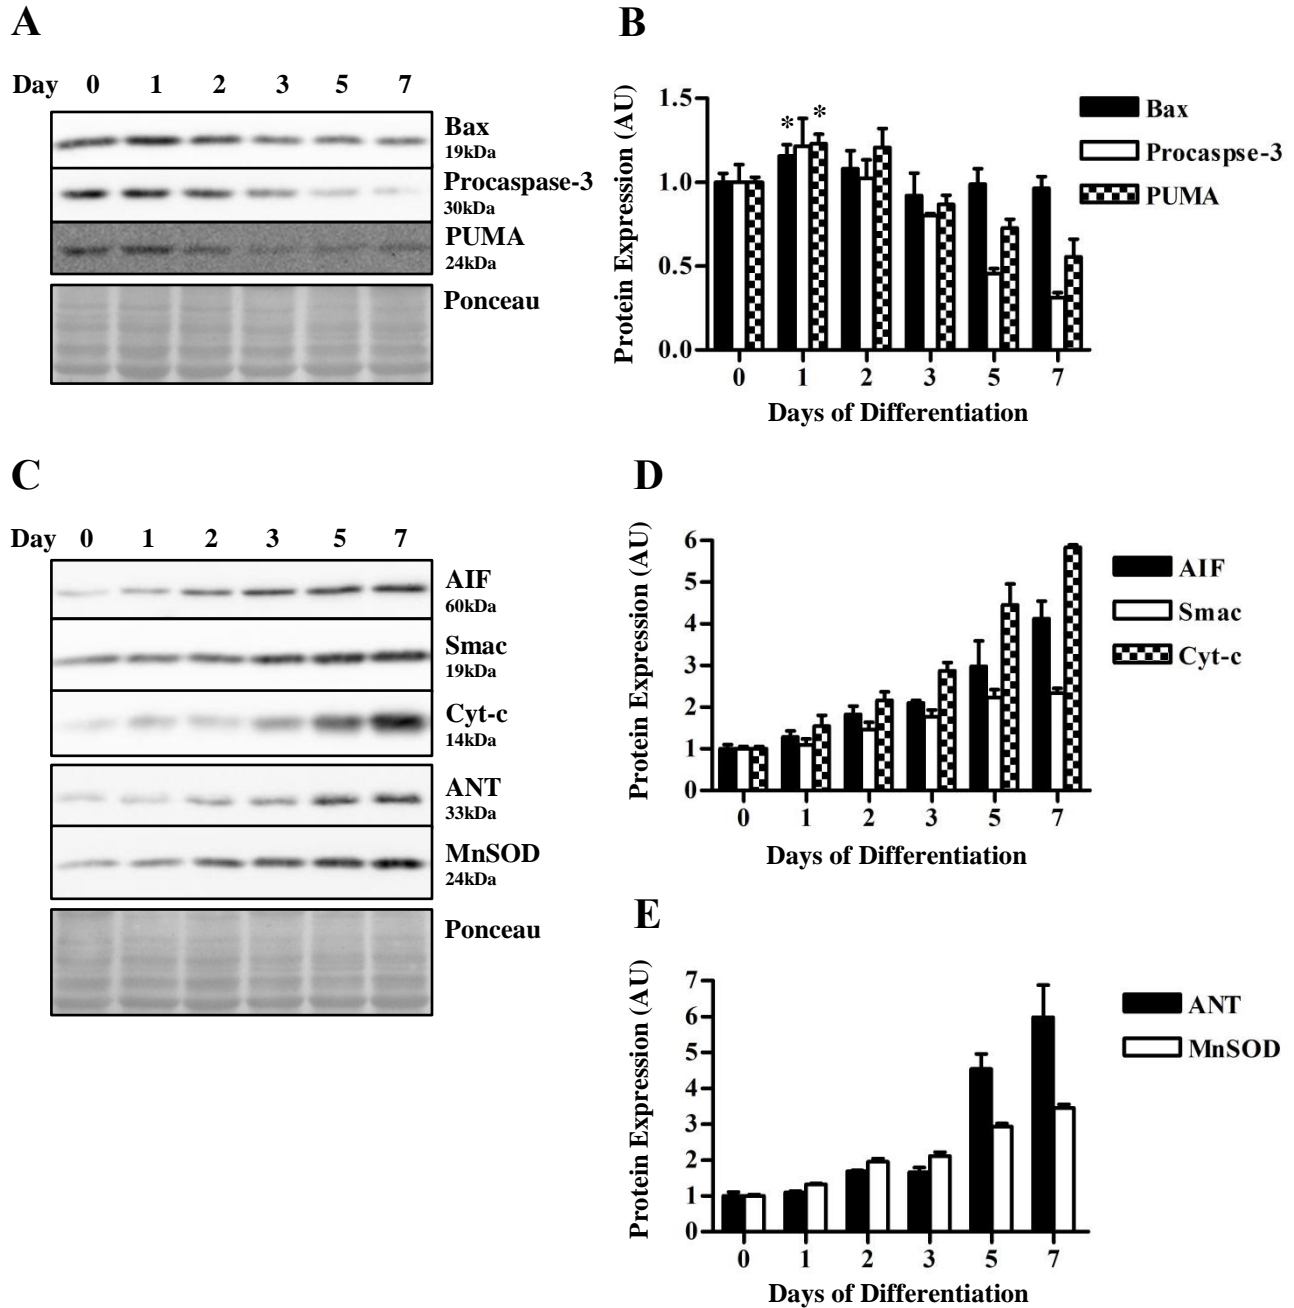 A
Day 0 1 2 3 5 7
Bax
19kDa
Procaspase-3
30kDa
PUMA
24kDa
Ponceau
B
Protein Expression (AU)
1.5
1.0
0.5
0.0
* *
0 1 2 3 5 7
Days of Differentiation
Bax
Procaspse-3
PUMA
C
Day 0 1 2 3 5 7
AIF
60kDa
Smac
19kDa
Cyt-c
14kDa
ANT
33kDa
MnSOD
24kDa
Ponceau
D
Protein Expression (AU)
6
5
4
3
2
1
0
0 1 2 3 5 7
Days of Differentiation
AIF
Smac
Cyt-c
E
Protein Expression (AU)
7
6
5
4
3
2
1
0
0 1 2 3 5 7
Days of Differentiation
ANT
MnSOD